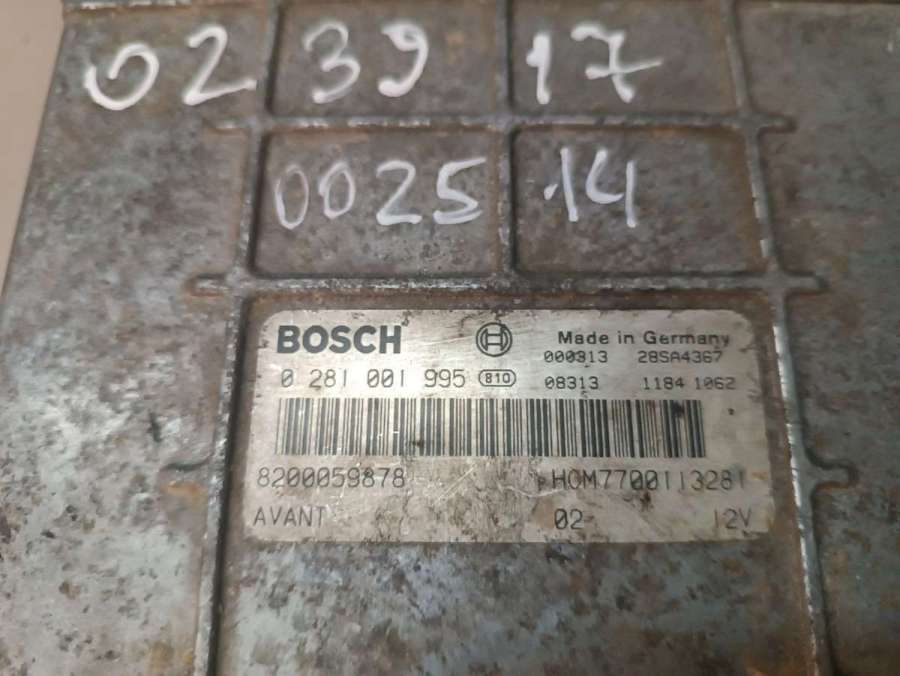 02 39 17
0025 14
BOSCH Made in Germany
000313 28SA4367
0 281 001 995 810 08313 1184 1062
8200059878 HOM7700113281
AVANT 02 12V